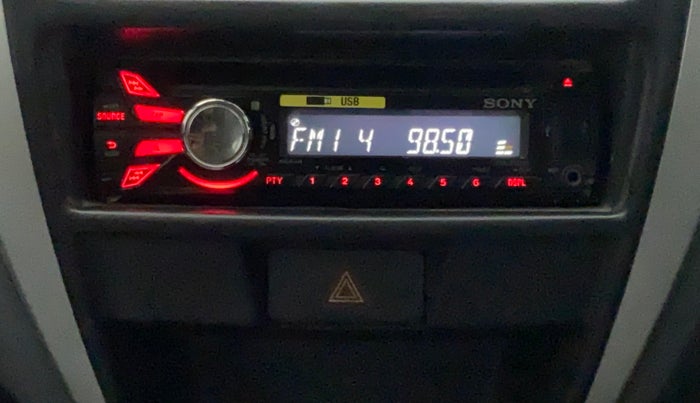 USB
SONY
SOURCE
FM1 4 98.50
PTY 1 2 3 4 5 6 DSPL